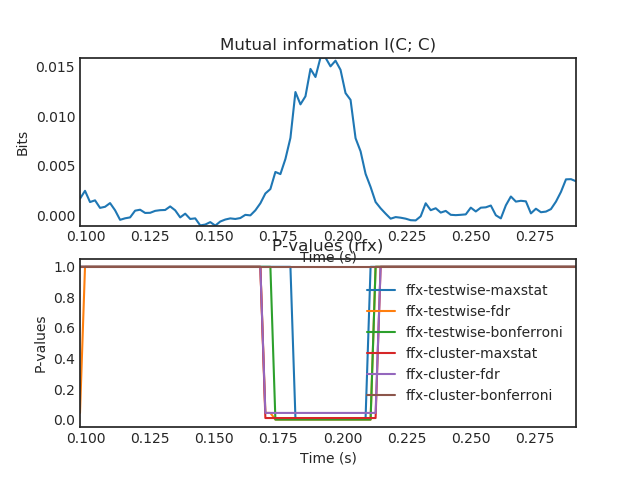 Mutual information I(C; C)
0.015
0.010
0.005
0.000
Bits
0.100 0.125 0.150 0.175 0.200 0.225 0.250 0.275
Time (s)
P-values (rfx)
1.0
0.8
0.6
0.4
0.2
0.0
P-values
ffx-testwise-maxstat
ffx-testwise-fdr
ffx-testwise-bonferroni
ffx-cluster-maxstat
ffx-cluster-fdr
ffx-cluster-bonferroni
0.100 0.125 0.150 0.175 0.200 0.225 0.250 0.275
Time (s)